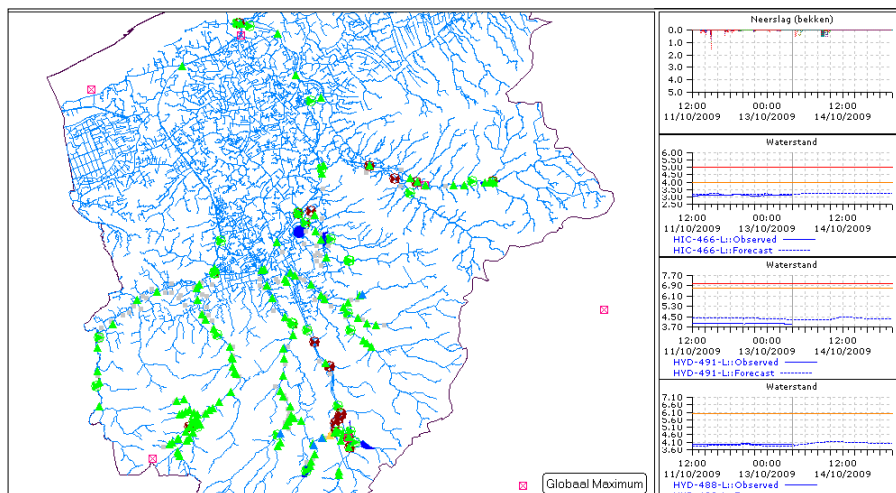 Neerslag (bekken)
0.0
1.0
2.0
3.0
4.0
5.0
12:00 00:00 12:00
11/10/2009 13/10/2009 14/10/2009
Waterstand
6.00
5.50
5.00
4.50
4.00
3.50
3.00
2.50
12:00 00:00 12:00
11/10/2009 13/10/2009 14/10/2009
HIC-466-L::Observed
HIC-466-L::Forecast
Waterstand
7.70
6.90
6.10
5.30
4.50
3.70
12:00 00:00 12:00
11/10/2009 13/10/2009 14/10/2009
HYD-491-L::Observed
HYD-491-L::Forecast
Waterstand
7.10
6.60
6.10
5.60
5.10
4.60
4.10
3.60
12:00 00:00 12:00
11/10/2009 13/10/2009 14/10/2009
HYD-488-L::Observed
Globaal Maximum